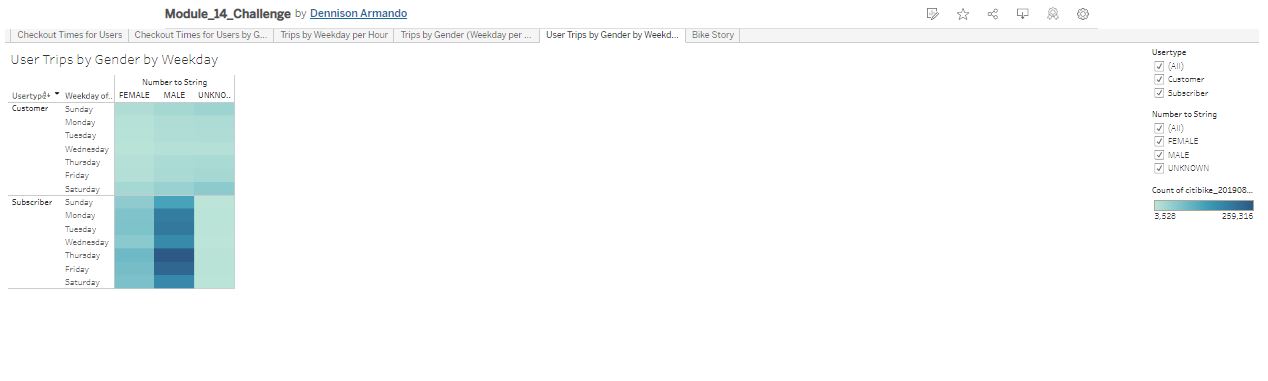 Module_14_Challenge by Dennison Armando
Checkout Times for Users Checkout Times for Users by G... Trips by Weekday per Hour Trips by Gender (Weekday per ... User Trips by Gender by Weekd... Bike Story
User Trips by Gender by Weekday
Number to String
Usertype Weekday of.. FEMALE MALE UNKNO..
Customer Sunday
Monday
Tuesday
Wednesday
Thursday
Friday
Saturday
Subscriber Sunday
Monday
Tuesday
Wednesday
Thursday
Friday
Saturday
Usertype
(All)
Customer
Subscriber
Number to String
(All)
FEMALE
MALE
UNKNOWN
Count of citibike_201908...
3,528 259,316